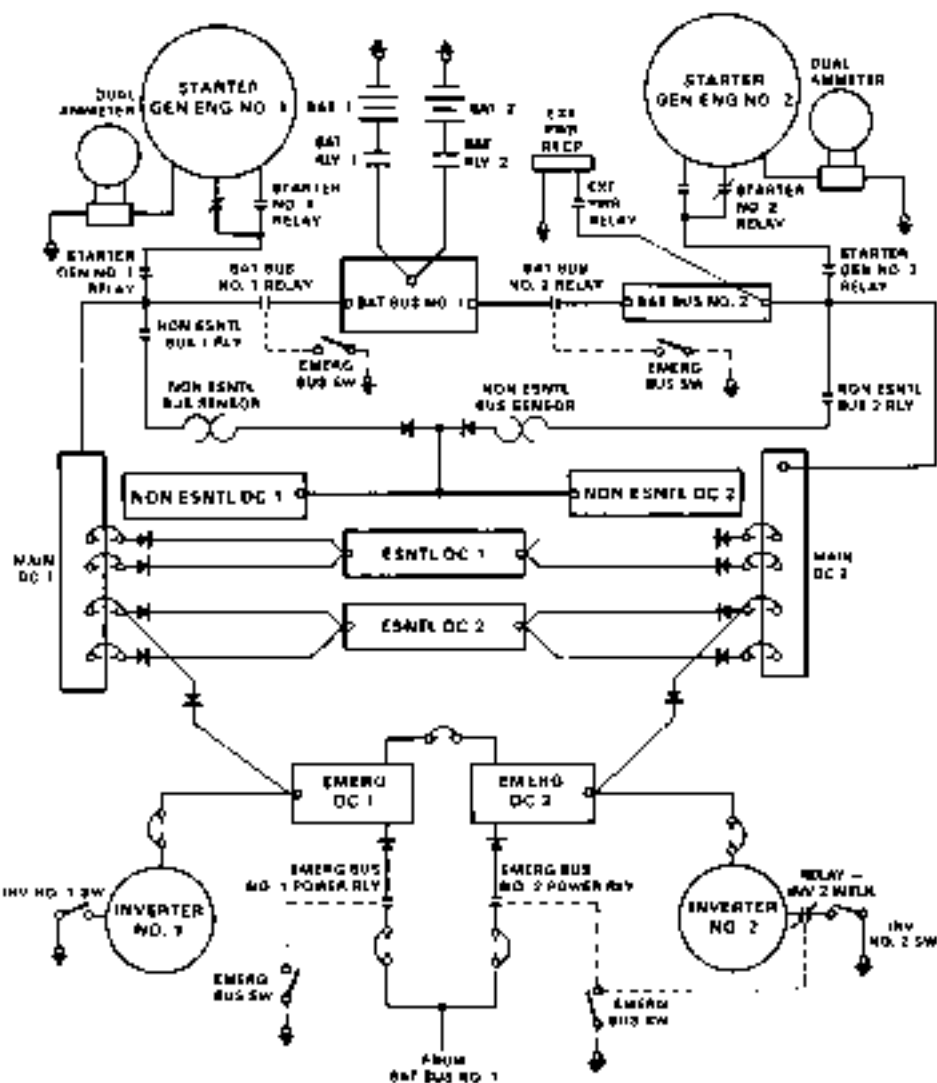 STARTER
GEN ENG NO. 1
DUAL
AMMETER
BAT 1
BAT 2
BAT
RLY 1
BAT
RLY 2
EXT
PWR
RECP
STARTER
GEN ENG NO. 2
DUAL
AMMETER
STARTER
NO. 1
RELAY
EXT
PWR
RELAY
STARTER
NO. 2
RELAY
STARTER
GEN NO. 1
RELAY
BAT BUS
NO. 1 RELAY
BAT BUS NO. 1
BAT BUS
NO. 2 RELAY
BAT BUS NO. 2
STARTER
GEN NO. 2
RELAY
NON ESNTL
BUS 1 RLY
EMERG
BUS SW
EMERG
BUS SW
NON ESNTL
BUS SENSOR
NON ESNTL
BUS SENSOR
NON ESNTL
BUS 2 RLY
NON ESNTL DC 1
NON ESNTL DC 2
MAIN
DC 1
ESNTL DC 1
MAIN
DC 2
ESNTL DC 2
EMERG
DC 1
EMERG
DC 2
EMERG BUS
NO. 1 POWER RLY
EMERG BUS
NO. 2 POWER RLY
INV NO. 1 SW
INVERTER
NO. 1
INVERTER
NO. 2
RELAY –
INV 2 INTLK
INV
NO. 2 SW
EMERG
BUS SW
EMERG
BUS SW
FROM
BAT BUS NO. 1